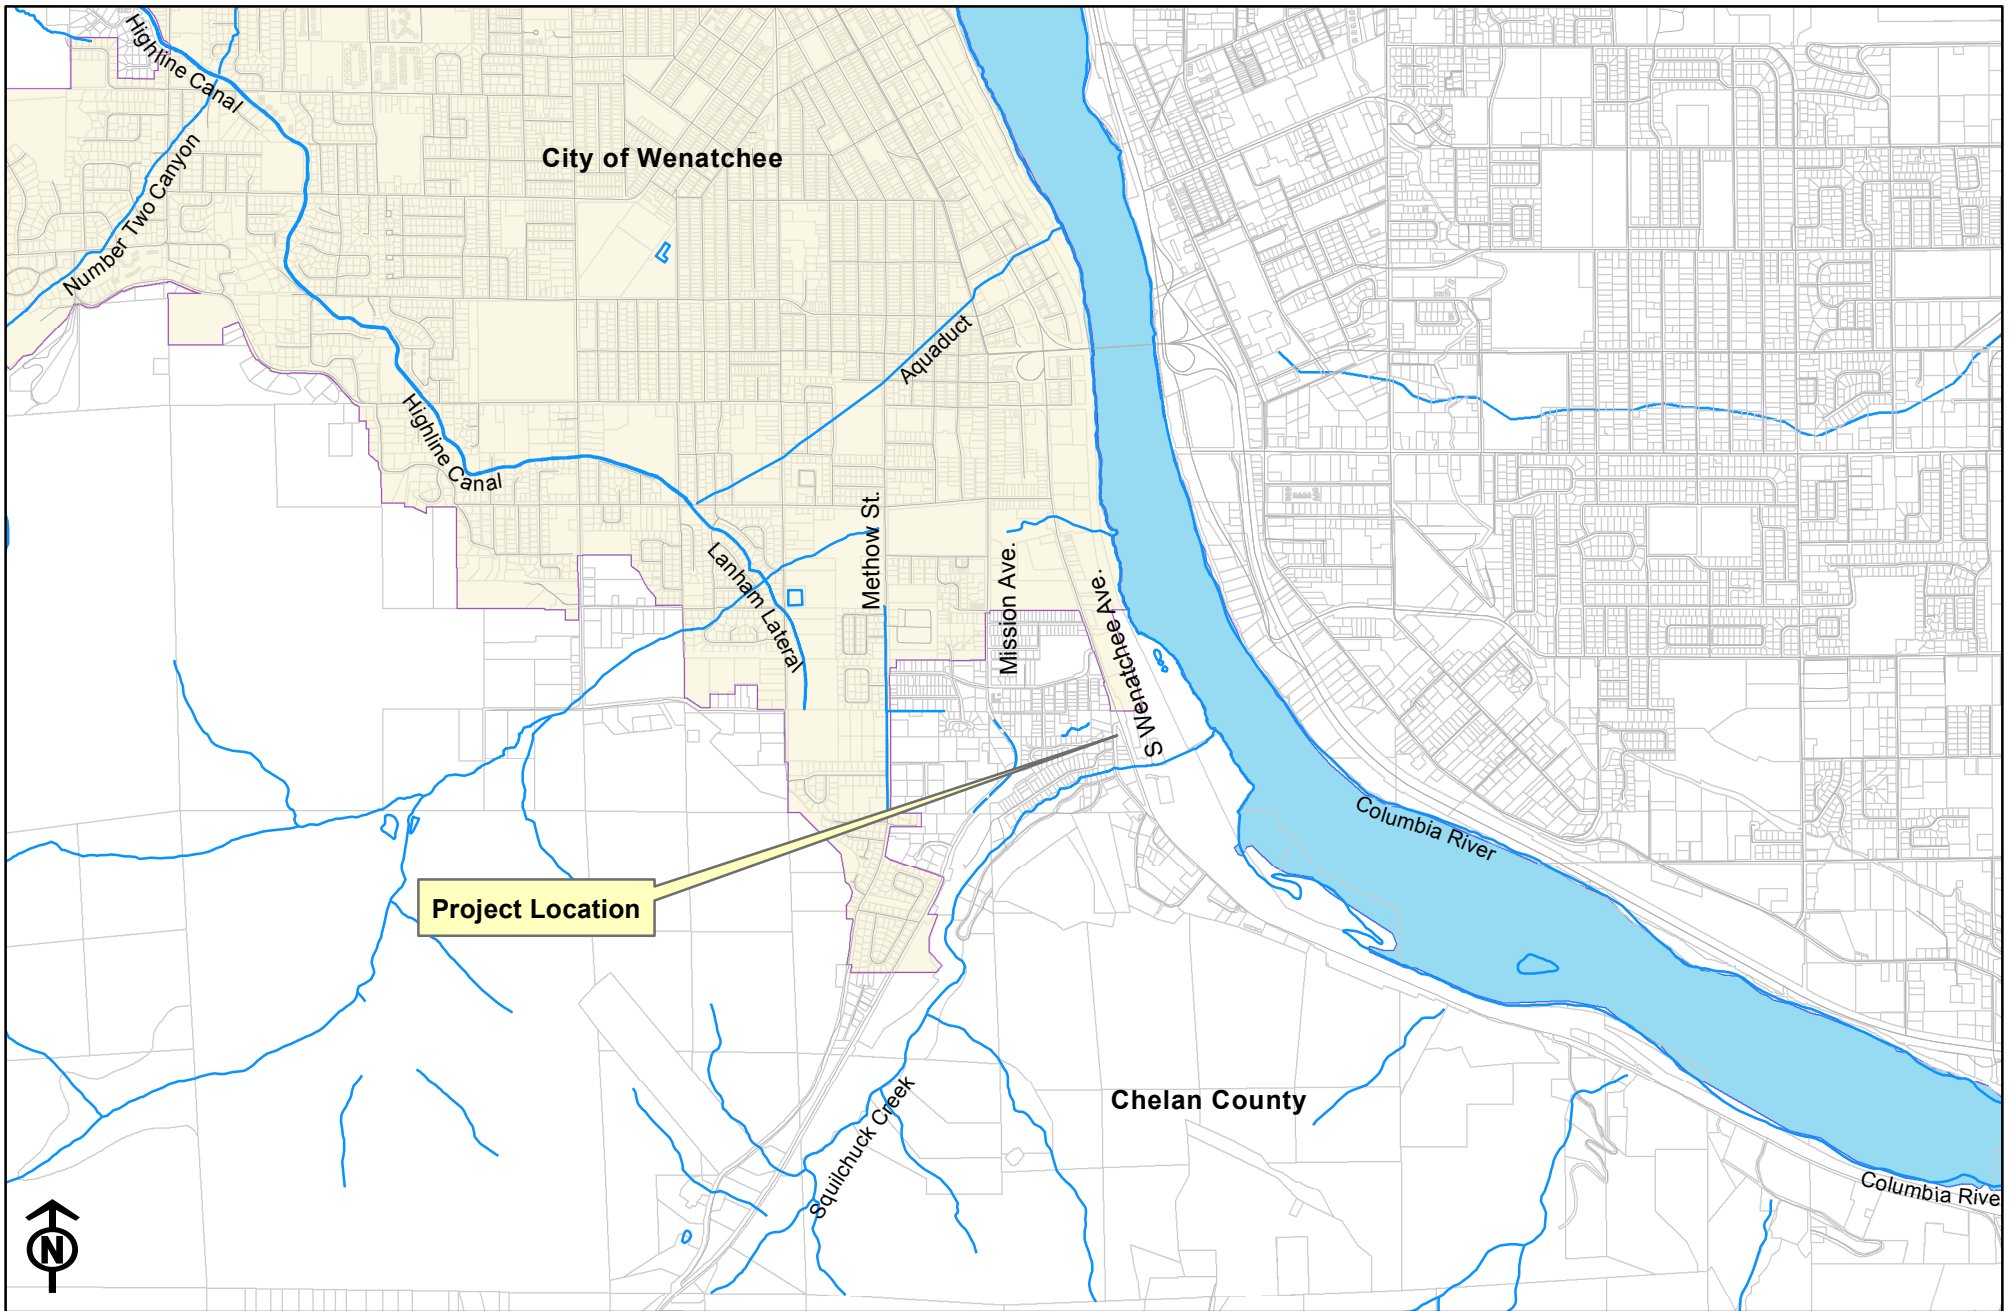 Highline Canal
City of Wenatchee
Number Two Canyon
Aquaduct
Highline Canal
Methow St.
Lanham Lateral
Mission Ave.
S Wenatchee Ave.
Columbia River
Project Location
Chelan County
Squilchuck Creek
Columbia Rive
N